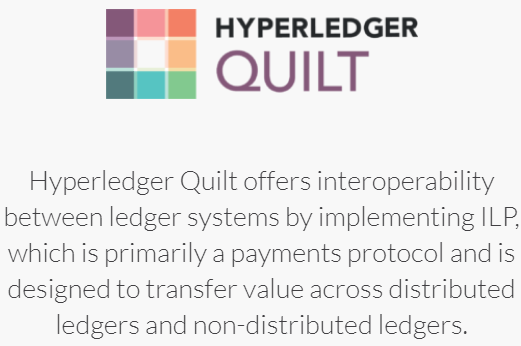 HYPERLEDGER
QUILT
Hyperledger Quilt offers interoperability
between ledger systems by implementing ILP,
which is primarily a payments protocol and is
designed to transfer value across distributed
ledgers and non-distributed ledgers.